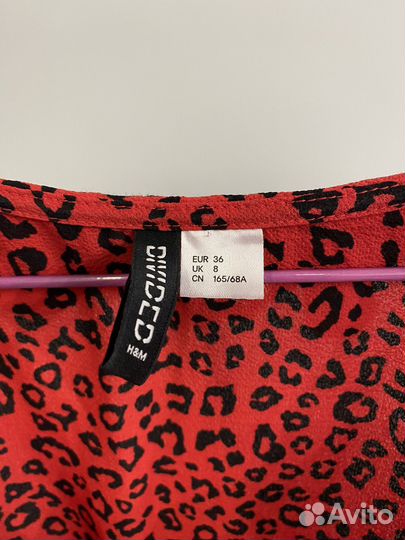 DIVIDED
H&M
EUR 36
UK 8
CN 165/68A
Avito